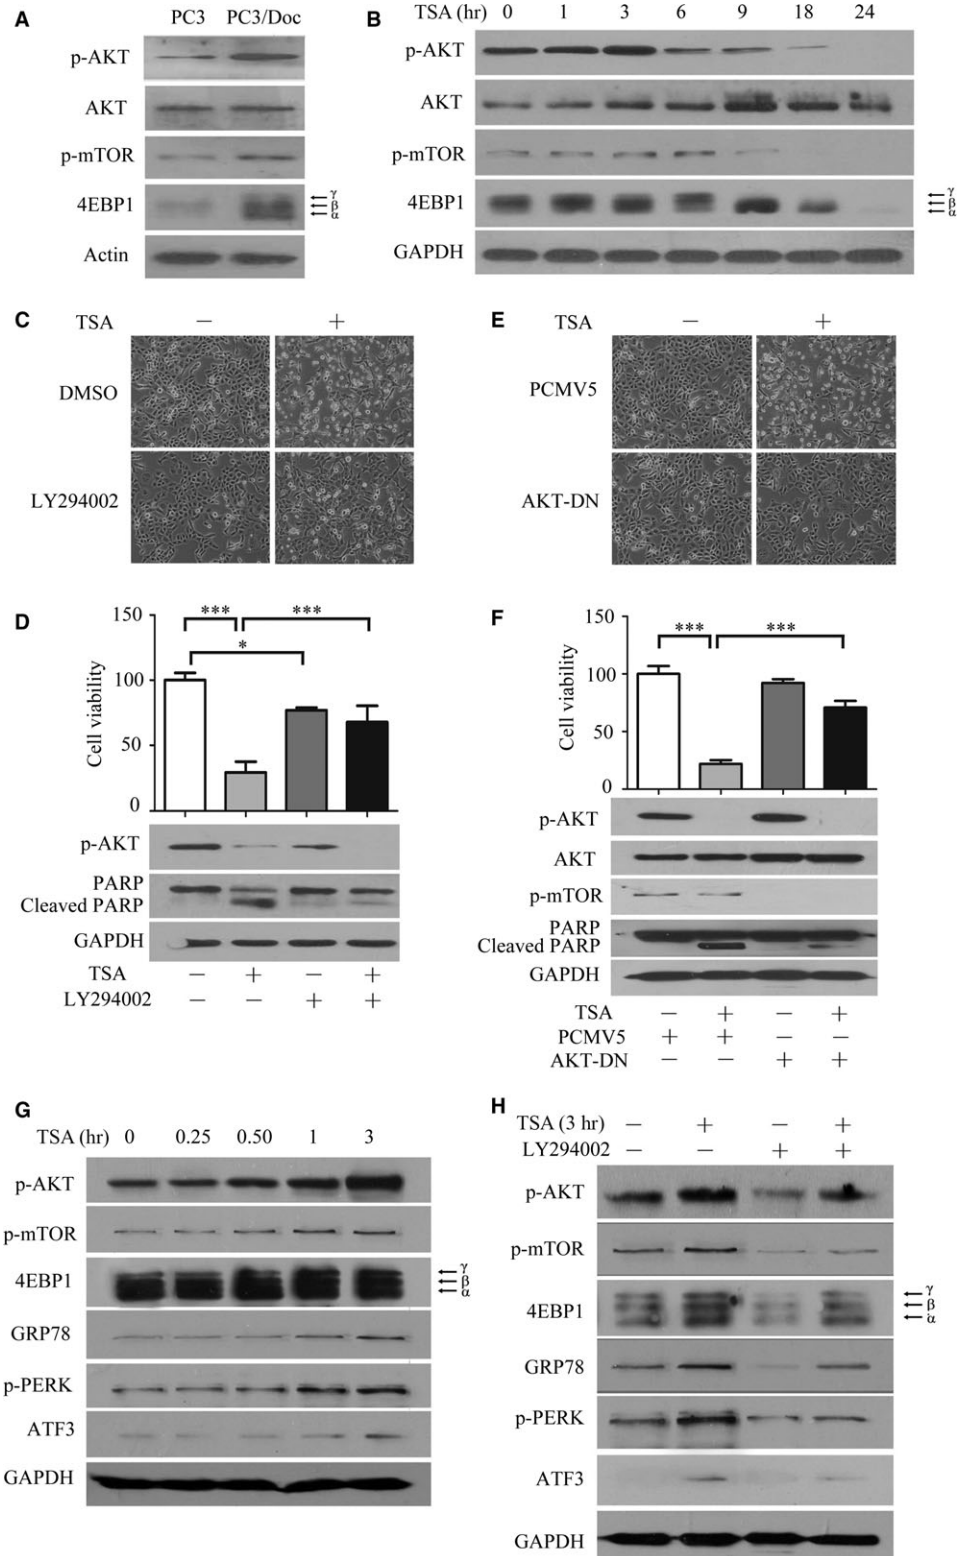 A
PC3 PC3/Doc
p-AKT
AKT
p-mTOR
4EBP1
γ
β
α
Actin
B
TSA (hr) 0 1 3 6 9 18 24
p-AKT
AKT
p-mTOR
4EBP1
γ
β
α
GAPDH
C
TSA − +
DMSO
LY294002
E
TSA − +
PCMV5
AKT-DN
D
Cell viability
150
100
50
0
*** ***
*
p-AKT
PARP
Cleaved PARP
GAPDH
TSA − + − +
LY294002 − − + +
F
Cell viability
150
100
50
0
*** ***
p-AKT
AKT
p-mTOR
PARP
Cleaved PARP
GAPDH
TSA − + − +
PCMV5 + + − −
AKT-DN − − + +
G
TSA (hr) 0 0.25 0.50 1 3
p-AKT
p-mTOR
4EBP1
γ
β
α
GRP78
p-PERK
ATF3
GAPDH
H
TSA (3 hr) − + − +
LY294002 − − + +
p-AKT
p-mTOR
4EBP1
γ
β
α
GRP78
p-PERK
ATF3
GAPDH